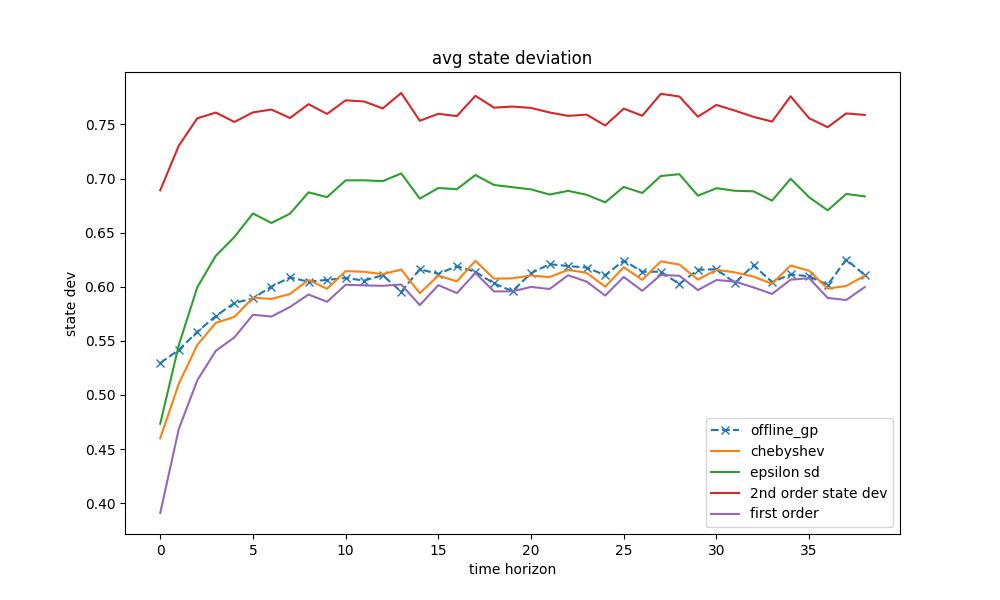 avg state deviation
state dev
0.75
0.70
0.65
0.60
0.55
0.50
0.45
0.40
offline_gp
chebyshev
epsilon sd
2nd order state dev
first order
0 5 10 15 20 25 30 35
time horizon